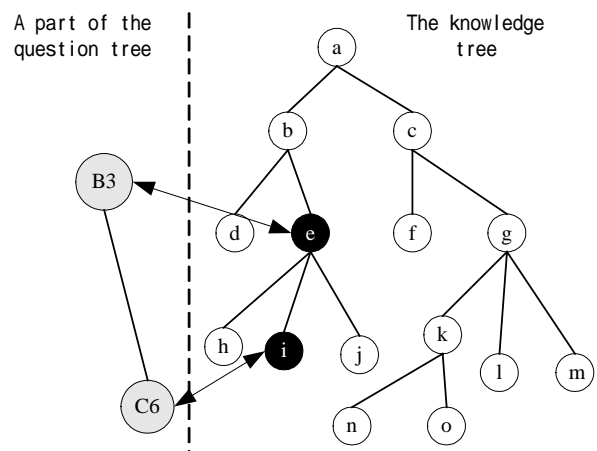 A part of the
question tree
The knowledge
tree
a
b
c
B3
d
e
f
g
h
i
j
k
l
m
C6
n
o